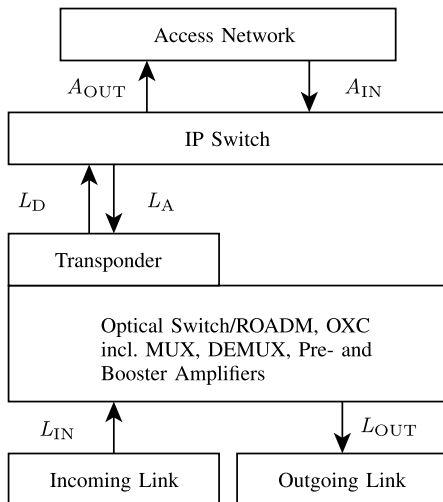 Access Network
A_OUT
A_IN
IP Switch
L_D
L_A
Transponder
Optical Switch/ROADM, OXC
incl. MUX, DEMUX, Pre- and
Booster Amplifiers
L_IN
L_OUT
Incoming Link
Outgoing Link